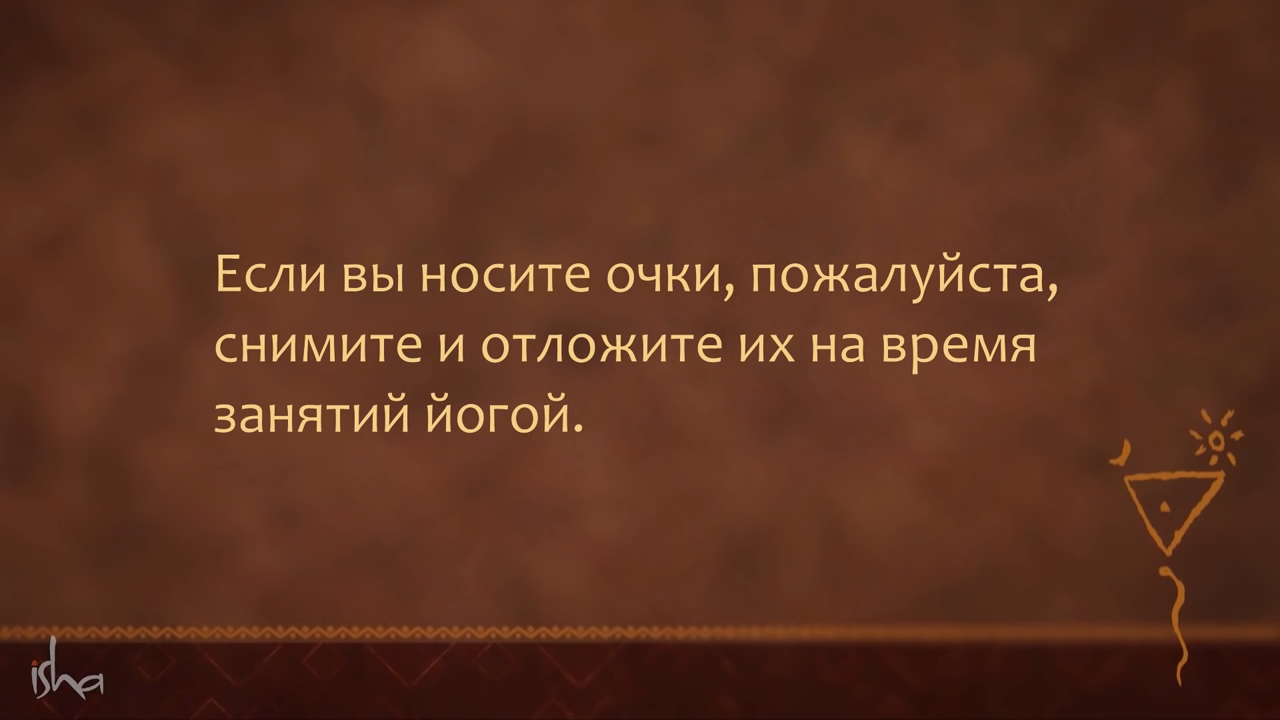 Если вы носите очки, пожалуйста,
снимите и отложите их на время
занятий йогой.
isha